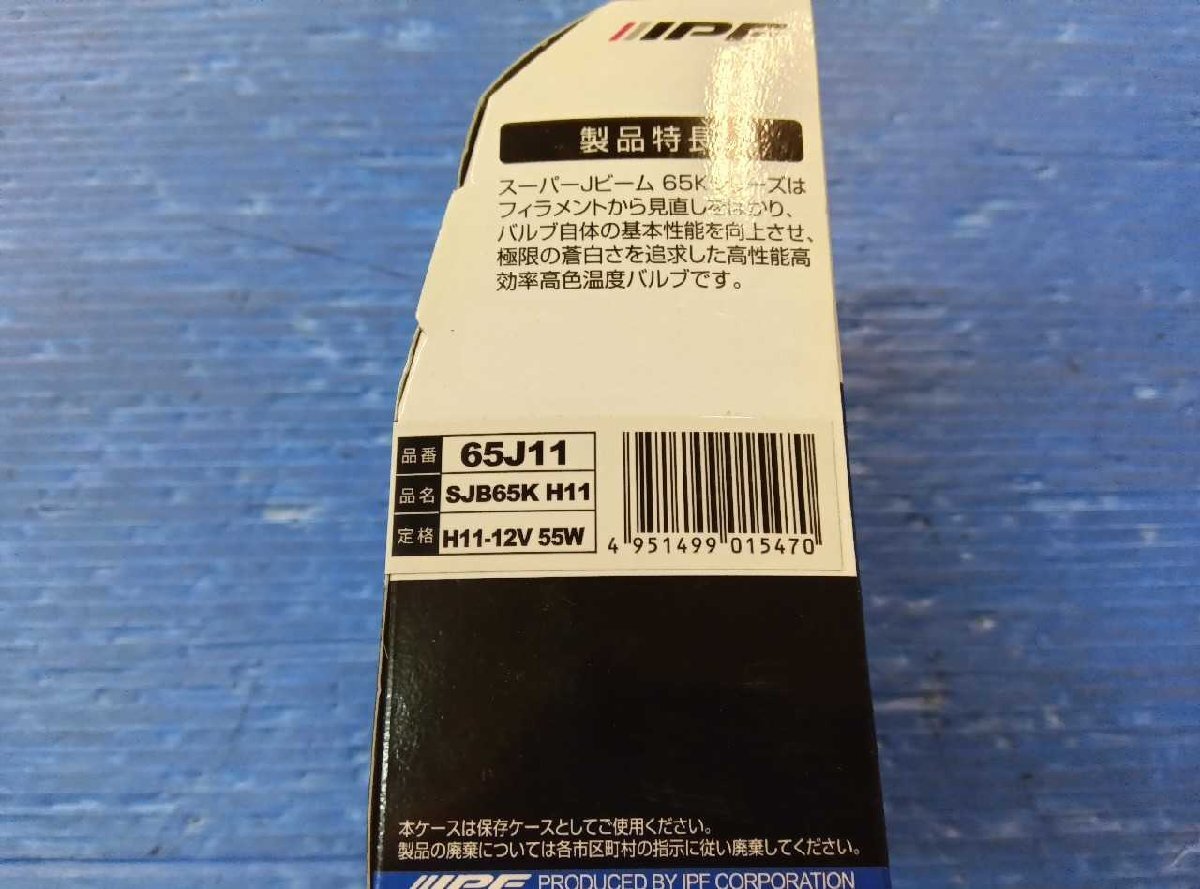 IPF
製品特長
スーパーJビーム 65Kシリーズは
フィラメントから見直しをはかり、
バルブ自体の基本性能を向上させ、
極限の蒼白さを追求した高性能高
効率高色温度バルブです。
品番 65J11
品名 SJB65K H11
定格 H11-12V 55W
4 951499 015470
本ケースは保存ケースとしてご使用ください。
製品の廃棄については各市区町村の指示に従い廃棄してください。
IPF PRODUCED BY IPF CORPORATION